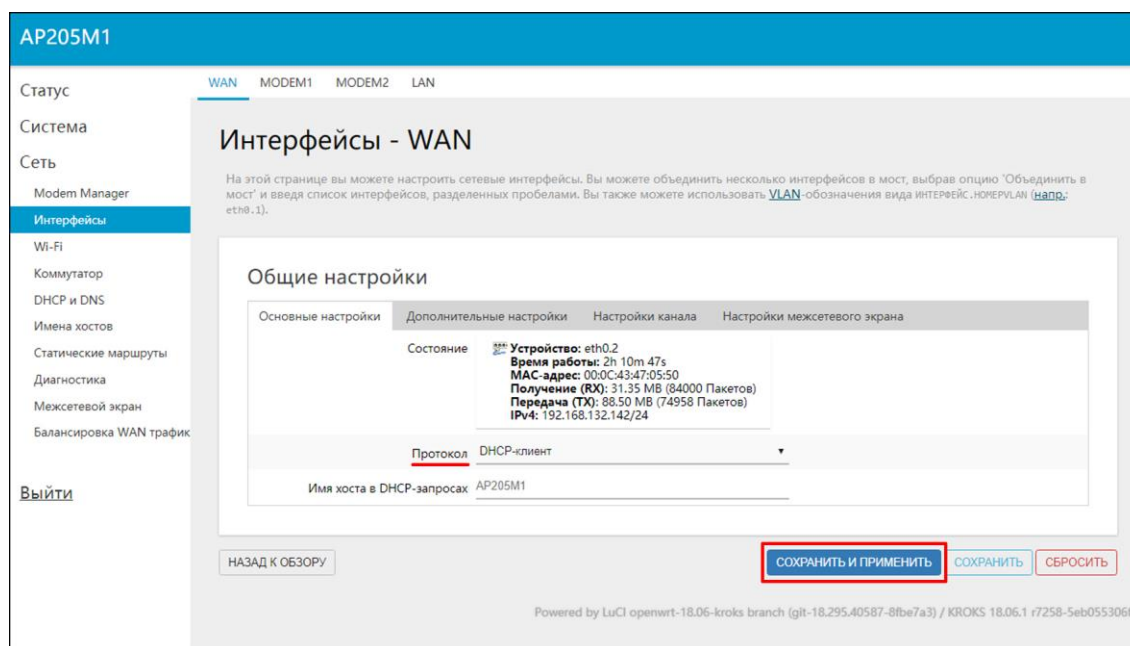 AP205M1
WAN MODEM1 MODEM2 LAN
Статус
Система
Сеть
Modem Manager
Интерфейсы
Wi-Fi
Коммутатор
DHCP и DNS
Имена хостов
Статические маршруты
Диагностика
Межсетевой экран
Балансировка WAN трафик
Выйти
Интерфейсы - WAN
На этой странице вы можете настроить сетевые интерфейсы. Вы можете объединить несколько интерфейсов в мост, выбрав опцию 'Объединить в
мост' и введя список интерфейсов, разделенных пробелами. Вы также можете использовать VLAN-обозначения вида ИНТЕРФЕЙС.НОМЕРVLAN (напр.:
eth0.1).
Общие настройки
Основные настройки Дополнительные настройки Настройки канала Настройки межсетевого экрана
Состояние Устройство: eth0.2
Время работы: 2h 10m 47s
MAC-адрес: 00:0C:43:47:05:50
Получение (RX): 31.35 MB (84000 Пакетов)
Передача (TX): 88.50 MB (74958 Пакетов)
IPv4: 192.168.132.142/24
Протокол DHCP-клиент
Имя хоста в DHCP-запросах AP205M1
НАЗАД К ОБЗОРУ СОХРАНИТЬ И ПРИМЕНИТЬ СОХРАНИТЬ СБРОСИТЬ
Powered by LuCI openwrt-18.06-kroks branch (git-18.295.40587-8fbe7a3) / KROKS 18.06.1 r7258-5eb055306